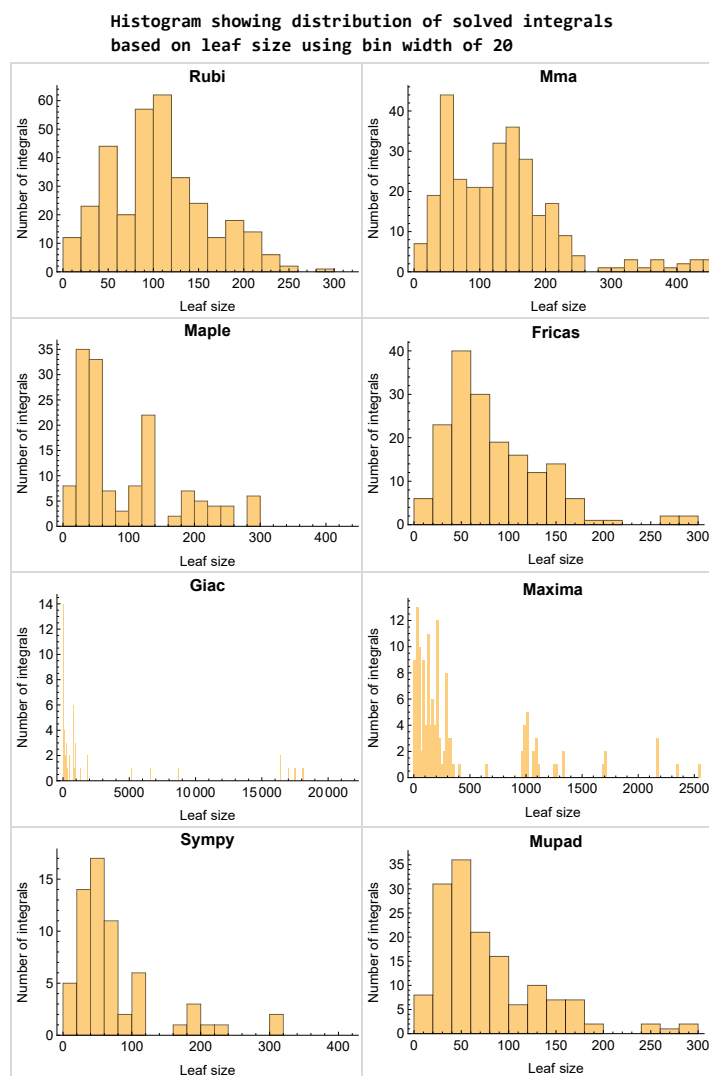 Histogram showing distribution of solved integrals
based on leaf size using bin width of 20
Rubi
Number of integrals
60
50
40
30
20
10
0
0 50 100 150 200 250 300
Leaf size
Mma
Number of integrals
40
30
20
10
0
0 100 200 300 400
Leaf size
Maple
Number of integrals
35
30
25
20
15
10
5
0
0 100 200 300 400
Leaf size
Fricas
Number of integrals
40
30
20
10
0
0 50 100 150 200 250 300
Leaf size
Giac
Number of integrals
14
12
10
8
6
4
2
0
0 5000 10000 15000 20000
Leaf size
Maxima
Number of integrals
12
10
8
6
4
2
0
0 500 1000 1500 2000 2500
Leaf size
Sympy
Number of integrals
15
10
5
0
0 100 200 300 400
Leaf size
Mupad
Number of integrals
35
30
25
20
15
10
5
0
0 50 100 150 200 250 300
Leaf size